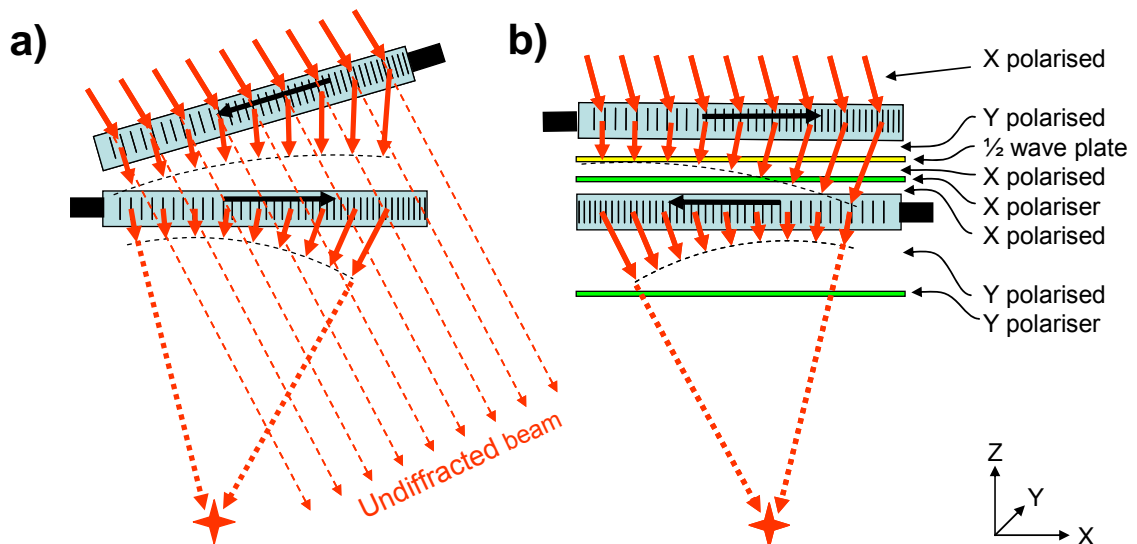 a)
Undiffracted beam
b)
X polarised
Y polarised
½ wave plate
X polarised
X polariser
X polarised
Y polarised
Y polariser
Z
Y
X